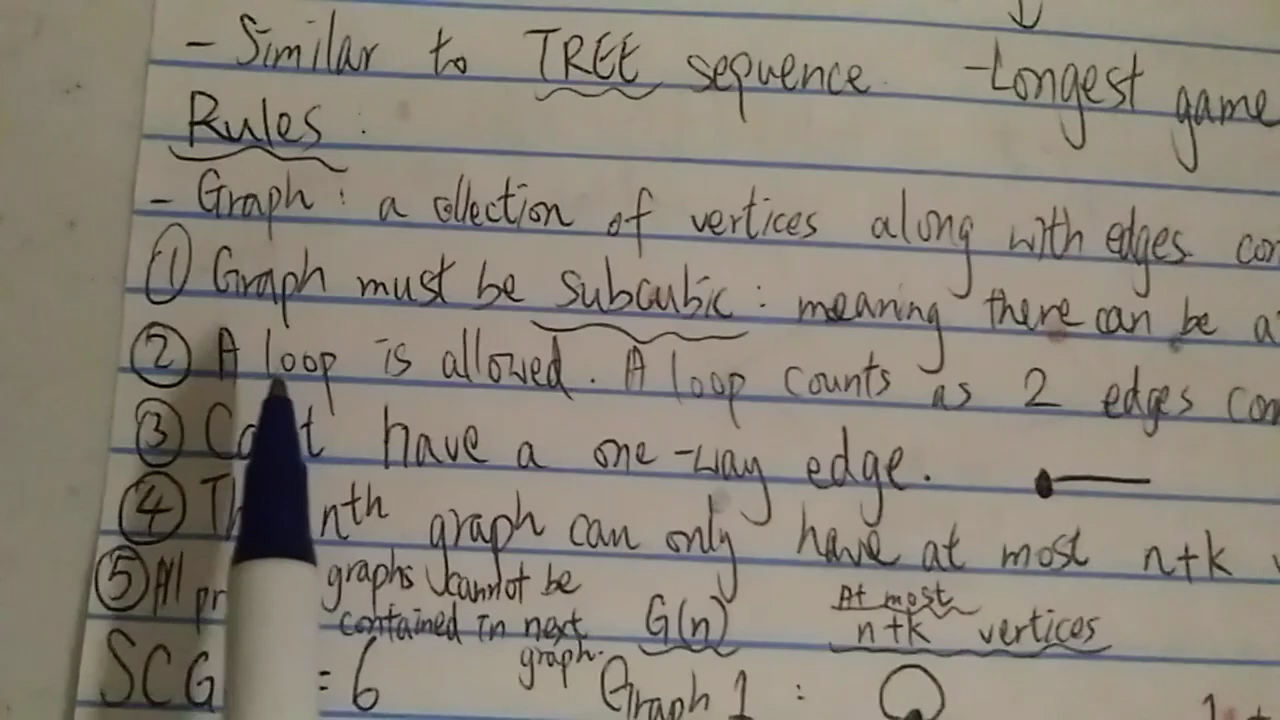 - Similar to TREE sequence. -Longest game
Rules :
- Graph : a collection of vertices along with edges
① Graph must be subcubic : meaning there can be
② A loop is allowed. A loop counts as 2 edges
③ have a one-way edge.
④ nth graph can only have at most n+k
⑤ All graphs cannot be
contained in next graph.
G(n) At most n+k vertices
SCG = 6 Graph 1 :